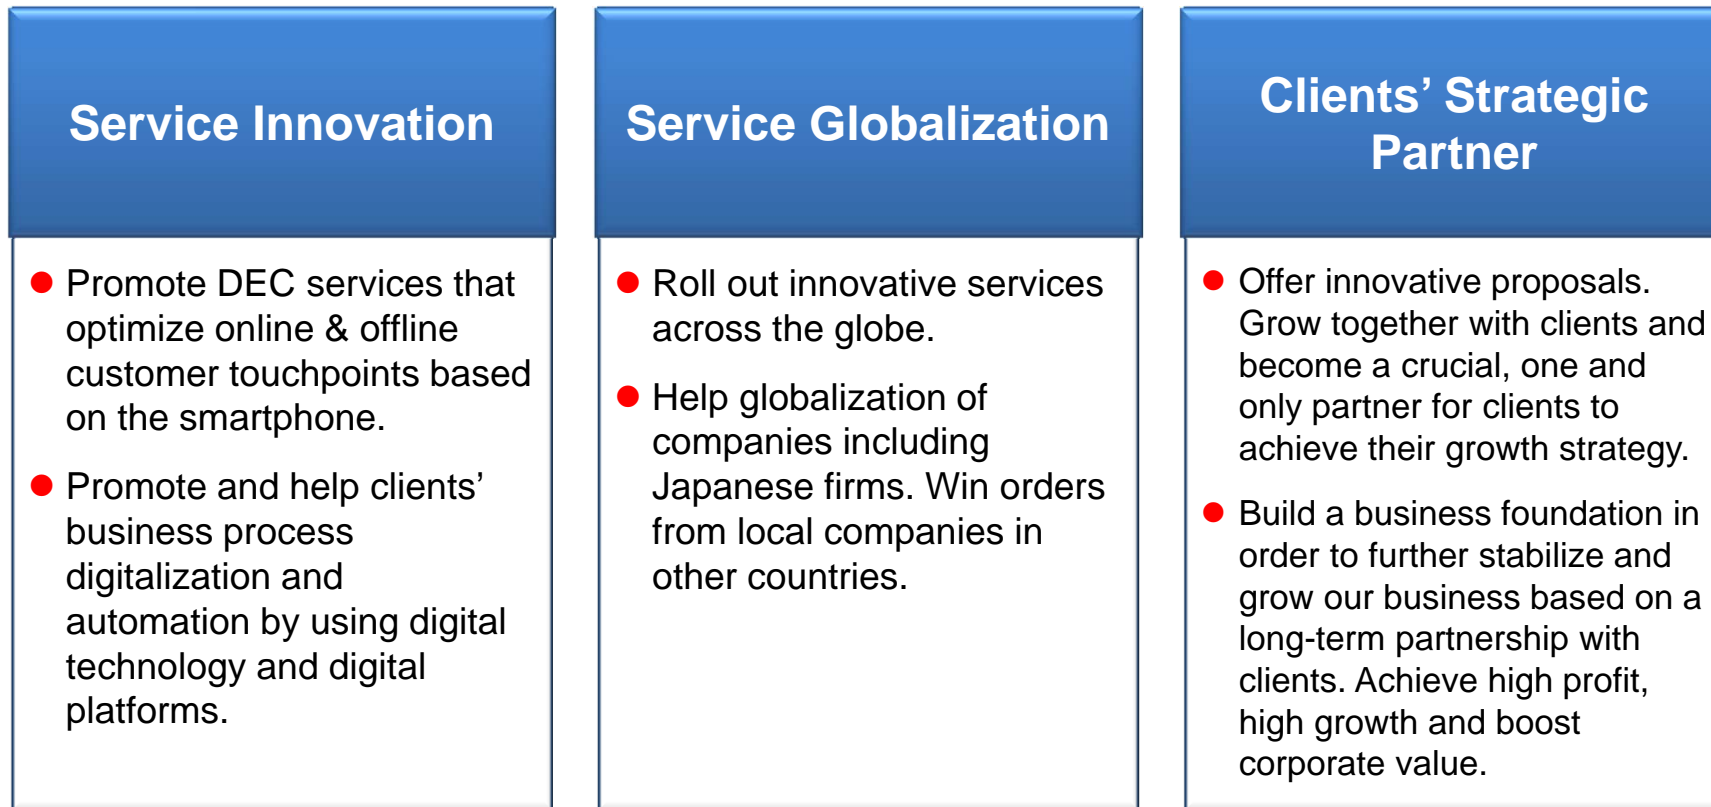 Service Innovation
● Promote DEC services that
optimize online & offline
customer touchpoints based
on the smartphone.
● Promote and help clients’
business process
digitalization and
automation by using digital
technology and digital
platforms.
Service Globalization
● Roll out innovative services
across the globe.
● Help globalization of
companies including
Japanese firms. Win orders
from local companies in
other countries.
Clients’ Strategic
Partner
● Offer innovative proposals.
Grow together with clients and
become a crucial, one and
only partner for clients to
achieve their growth strategy.
● Build a business foundation in
order to further stabilize and
grow our business based on a
long-term partnership with
clients. Achieve high profit,
high growth and boost
corporate value.